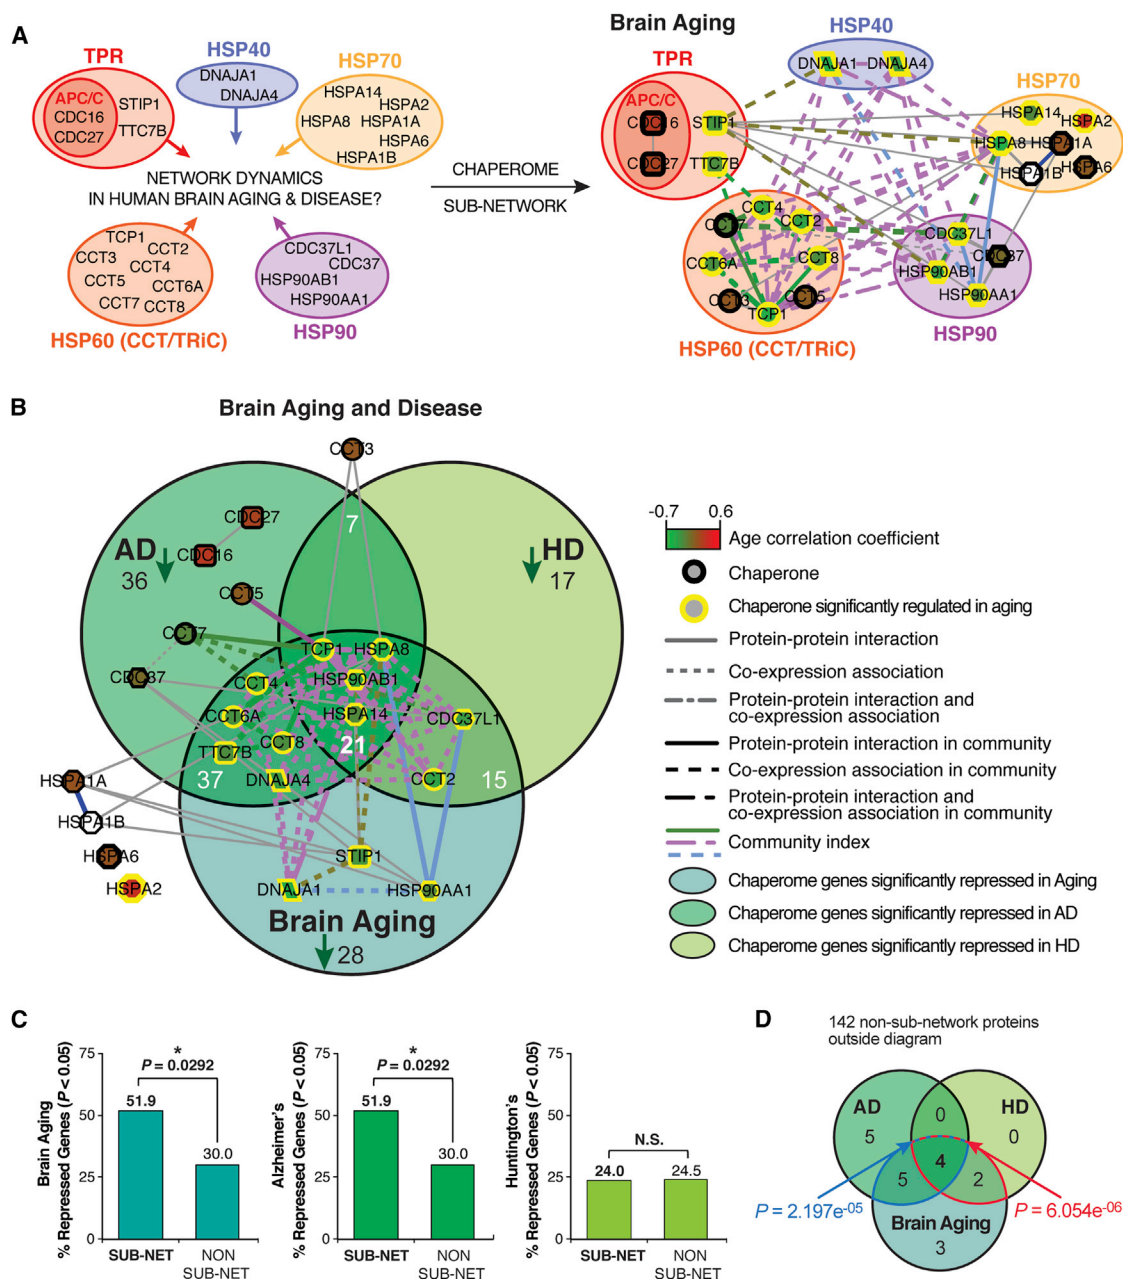 A
TPR
APC/C
CDC16
CDC27
STIP1
TTC7B
HSP40
DNAJA1
DNAJA4
HSP70
HSPA14
HSPA2
HSPA8 HSPA1A
HSPA6
HSPA1B
NETWORK DYNAMICS
IN HUMAN BRAIN AGING & DISEASE?
TCP1
CCT2
CCT3
CCT4
CCT5
CCT6A
CCT7
CCT8
HSP60 (CCT/TRiC)
CDC37L1
CDC37
HSP90AB1
HSP90AA1
HSP90
CHAPEROME
SUB-NETWORK
Brain Aging
TPR
APC/C
CDC16
CDC27
STIP1
TTC7B
HSP40
DNAJA1 DNAJA4
HSP70
HSPA14
HSPA2
HSPA8 HSPA1A
HSPA1B
HSPA6
CCT4
CCT7
CCT2
CCT6A
CCT8
CCT3
CCT5
TCP1
HSP60 (CCT/TRiC)
CDC37L1
CDC37
HSP90AB1
HSP90AA1
HSP90
B
Brain Aging and Disease
CCT3
CDC27
CDC16
AD
36
7
HD
17
CCT5
CCT7
TCP1 HSPA8
CDC37
CCT4
HSP90AB1
CCT6A
HSPA14
CDC37L1
TTC7B
CCT8
21
37
DNAJA4
CCT2
15
HSPA1A
HSPA1B
HSPA6
HSPA2
STIP1
DNAJA1
HSP90AA1
Brain Aging
28
-0.7 0.6
Age correlation coefficient
Chaperone
Chaperone significantly regulated in aging
Protein-protein interaction
Co-expression association
Protein-protein interaction and
co-expression association
Protein-protein interaction in community
Co-expression association in community
Protein-protein interaction and
co-expression association in community
Community index
Chaperome genes significantly repressed in Aging
Chaperome genes significantly repressed in AD
Chaperome genes significantly repressed in HD
C
Brain Aging
% Repressed Genes (P < 0.05)
75
50
25
0
*
P = 0.0292
51.9
30.0
SUB-NET
NON
SUB-NET
Alzheimer's
% Repressed Genes (P < 0.05)
75
50
25
0
*
P = 0.0292
51.9
30.0
SUB-NET
NON
SUB-NET
Huntington's
% Repressed Genes (P < 0.05)
75
50
25
0
N.S.
24.0
24.5
SUB-NET
NON
SUB-NET
D
142 non-sub-network proteins
outside diagram
AD
5
0
HD
0
4
5
2
P = 2.197e-05
P = 6.054e-06
Brain Aging
3